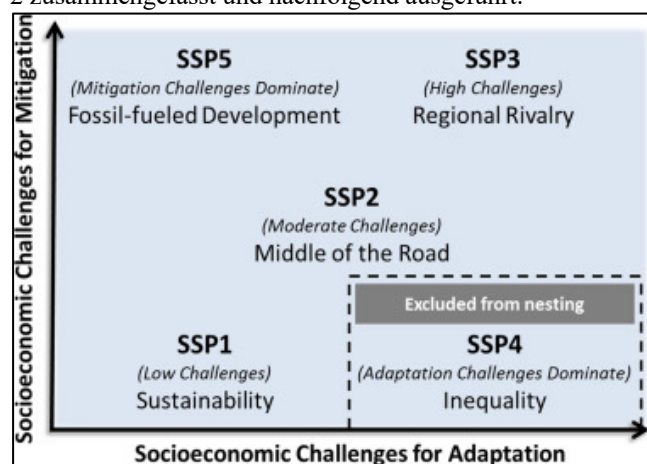 2 zusammengefasst und nachfolgend ausgeführt.
Socioeconomic Challenges for Mitigation
SSP5
(Mitigation Challenges Dominate)
Fossil-fueled Development
SSP3
(High Challenges)
Regional Rivalry
SSP2
(Moderate Challenges)
Middle of the Road
Excluded from nesting
SSP1
(Low Challenges)
Sustainability
SSP4
(Adaptation Challenges Dominate)
Inequality
Socioeconomic Challenges for Adaptation